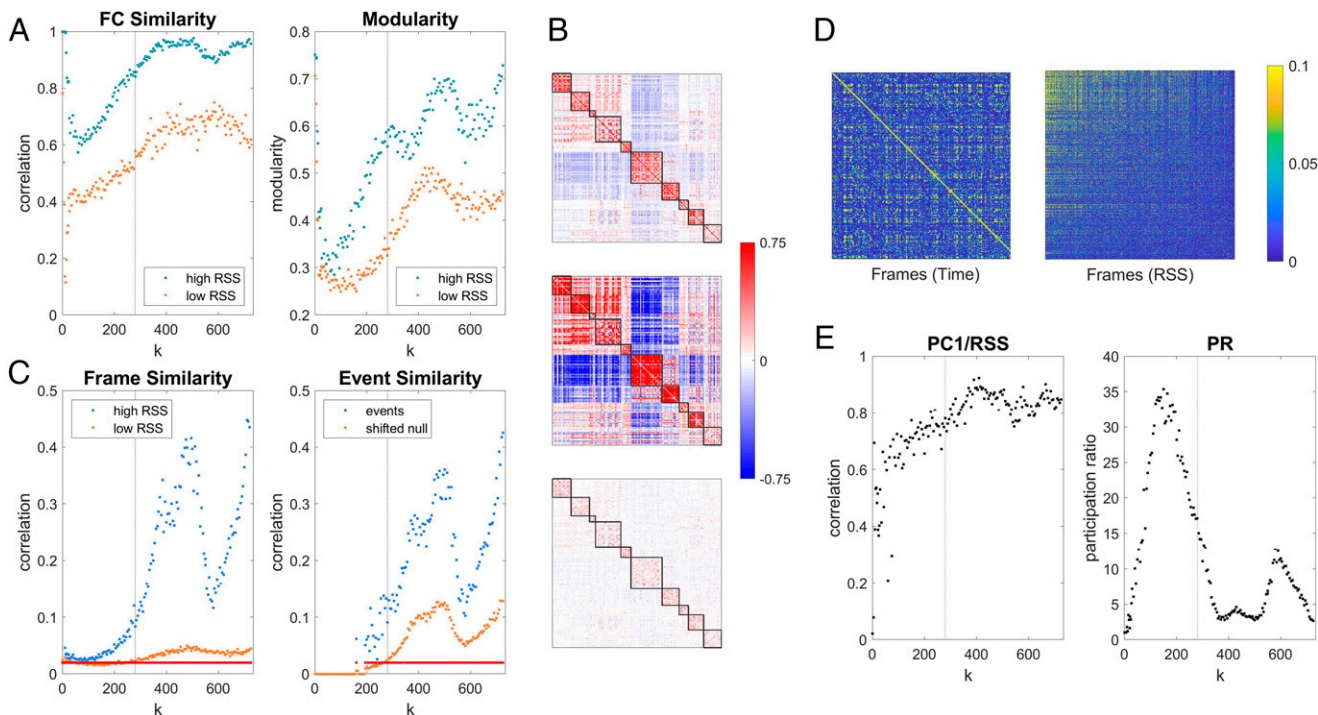 A
FC Similarity
correlation
1
0.8
0.6
0.4
0.2
0
0 200 400 600
k
high RSS
low RSS
Modularity
modularity
0.8
0.7
0.6
0.5
0.4
0.3
0.2
0 200 400 600
k
high RSS
low RSS
B
0.75
0
-0.75
C
Frame Similarity
correlation
0.5
0.4
0.3
0.2
0.1
0
0 200 400 600
k
high RSS
low RSS
Event Similarity
correlation
0.5
0.4
0.3
0.2
0.1
0
0 200 400 600
k
events
shifted null
D
Frames (Time)
Frames (RSS)
0.1
0.05
0
E
PC1/RSS
correlation
1
0.8
0.6
0.4
0.2
0
0 200 400 600
k
PR
participation ratio
40
35
30
25
20
15
10
5
0
0 200 400 600
k